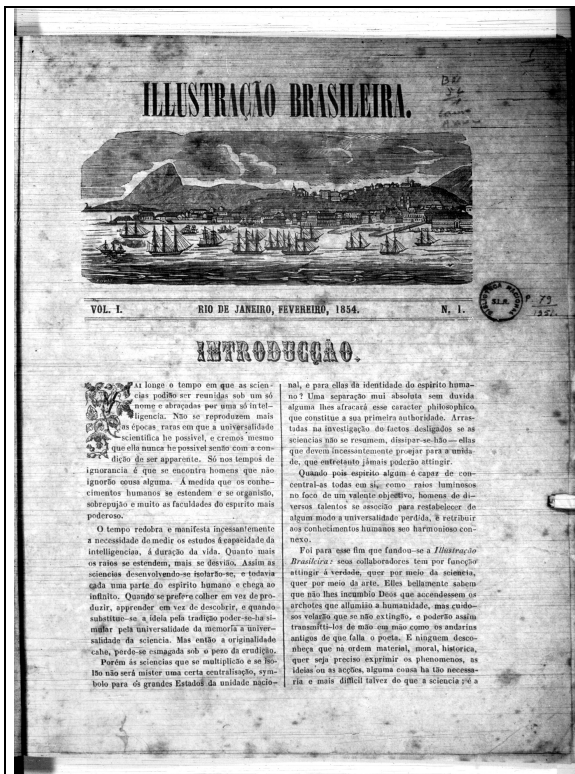 ILLUSTRAÇÃO BRASILEIRA.
VOL. I.
RIO DE JANEIRO, FEVEREIRO, 1854.
N. 1.
BIBLIOTHECA NACIONAL
S.L.R.
P. 79
1951
INTRODUCÇÃO.
VAI longe o tempo em que as scien-
cias podião ser reunidas sob um só
nome e abraçadas por uma só intel-
ligencia. Não se reproduzem mais
as épocas raras em que a universalidade
scientifica he possivel, e cremos mesmo
que ella nunca he possivel senão com a con-
dição de ser apparente. Só nos tempos de
ignorancia é que se encontra homens que não
ignorão cousa alguma. Á medida que os conhe-
cimentos humanos se estendem e se organisão,
sobrepujão e muito as faculdades do espirito mais
poderoso.
O tempo redobra e manifesta incessantemente
a necessidade de medir os estudos á capacidade da
intelligencia, á duração da vida. Quanto mais
os raios se estendem, mais se desvião. Assim as
sciencias desenvolvendo-se isolarão-se, e todavia
cada uma parte do espirito humano e chega ao
infinito. Quando se prefere colher em vez de pro-
duzir, apprender em vez de descobrir, e quando
substitue-se a ideia pela tradição poder-se-ha si-
mular pela universalidade da memoria a univer-
salidade da sciencia. Mas então a originalidade
cahe, perde-se esmagada sob o pezo da erudição.
Porém ás sciencias que se multiplicão e se iso-
lão não será mister uma certa centralisação, sym-
bolo para os grandes Estados da unidade nacio-
nal, e para ellas da identidade do espirito huma-
no? Uma separação mui absoluta sem duvida
alguma lhes afracará esse caracter philosophico
que constitue a sua primeira authoridade. Arras-
tadas na investigação de factos desligados se as
sciencias não se resumem, dissipar-se-hão — ellas
que devem incessantemente proejar para a unida-
de, que entretanto jámais poderão attingir.
Quando pois espirito algum é capaz de con-
central-as todas em si, como raios luminosos
no foco de um valente objectivo, homens de di-
versos talentos se associão para restabelecer de
algum modo a universalidade perdida, e retribuir
aos conhecimentos humanos seu harmonioso con-
nexo.
Foi para esse fim que fundou-se a Illustração
Brasileira: seus collaboradores tem por funcção
attingir á verdade, quer por meio da sciencia,
quer por meio da arte. Elles bellamente sabem
que não lhes incumbio Deos que accendessem os
archotes que allumião a humanidade, mas cuido-
sos velarão que se não extingão, e poderão assim
transmitti-los de mão em mão como os andarins
antigos de que falla o poeta. E ninguem desco-
nheça que na ordem material, moral, historica,
quer seja preciso exprimir os phenomenos, as
ideias ou as acções, alguma cousa ha tão necessa-
ria e mais difficil talvez do que a sciencia; é a